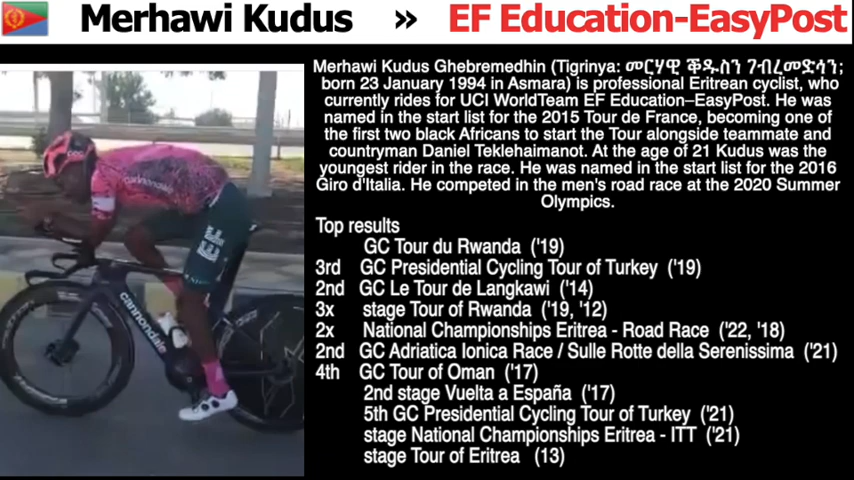 Merhawi Kudus » EF Education-EasyPost
Merhawi Kudus Ghebremedhin (Tigrinya: መርሃዊ ቅዱስን ገብረመድኅን;
born 23 January 1994 in Asmara) is professional Eritrean cyclist, who
currently rides for UCI WorldTeam EF Education–EasyPost. He was
named in the start list for the 2015 Tour de France, becoming one of
the first two black Africans to start the Tour alongside teammate and
countryman Daniel Teklehaimanot. At the age of 21 Kudus was the
youngest rider in the race. He was named in the start list for the 2016
Giro d'Italia. He competed in the men's road race at the 2020 Summer
Olympics.
Top results
GC Tour du Rwanda ('19)
3rd GC Presidential Cycling Tour of Turkey ('19)
2nd GC Le Tour de Langkawi ('14)
3x stage Tour of Rwanda ('19, '12)
2x National Championships Eritrea - Road Race ('22, '18)
2nd GC Adriatica Ionica Race / Sulle Rotte della Serenissima ('21)
4th GC Tour of Oman ('17)
2nd stage Vuelta a España ('17)
5th GC Presidential Cycling Tour of Turkey ('21)
stage National Championships Eritrea - ITT ('21)
stage Tour of Eritrea (13)
cannondale
EF
cannondale